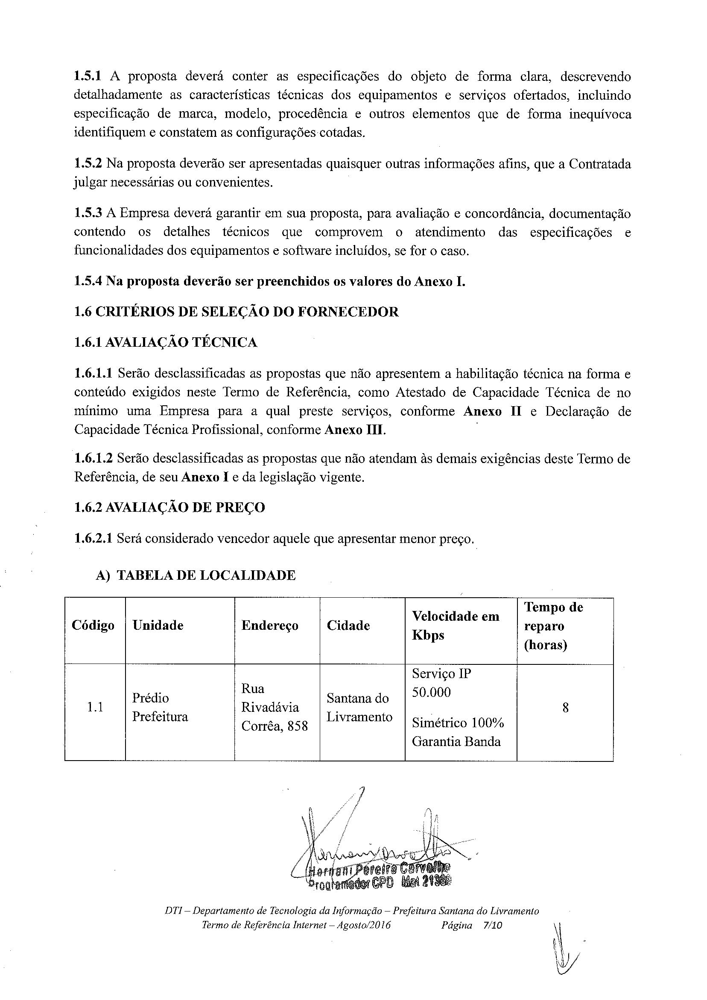 1.5.1 A proposta deverá conter as especificações do objeto de forma clara, descrevendo
detalhadamente as características técnicas dos equipamentos e serviços ofertados, incluindo
especificação de marca, modelo, procedência e outros elementos que de forma inequívoca
identifiquem e constatem as configurações cotadas.
1.5.2 Na proposta deverão ser apresentadas quaisquer outras informações afins, que a Contratada
julgar necessárias ou convenientes.
1.5.3 A Empresa deverá garantir em sua proposta, para avaliação e concordância, documentação
contendo os detalhes técnicos que comprovem o atendimento das especificações e
funcionalidades dos equipamentos e software incluídos, se for o caso.
1.5.4 Na proposta deverão ser preenchidos os valores do Anexo I.
1.6 CRITÉRIOS DE SELEÇÃO DO FORNECEDOR
1.6.1 AVALIAÇÃO TÉCNICA
1.6.1.1 Serão desclassificadas as propostas que não apresentem a habilitação técnica na forma e
conteúdo exigidos neste Termo de Referência, como Atestado de Capacidade Técnica de no
mínimo uma Empresa para a qual preste serviços, conforme Anexo II e Declaração de
Capacidade Técnica Profissional, conforme Anexo III.
1.6.1.2 Serão desclassificadas as propostas que não atendam às demais exigências deste Termo de
Referência, de seu Anexo I e da legislação vigente.
1.6.2 AVALIAÇÃO DE PREÇO
1.6.2.1 Será considerado vencedor aquele que apresentar menor preço.
A) TABELA DE LOCALIDADE
Código
Unidade
Endereço
Cidade
Velocidade em
Kbps
Tempo de
reparo
(horas)
1.1
Prédio
Prefeitura
Rua
Rivadávia
Corrêa, 858
Santana do
Livramento
Serviço IP
50.000
Simétrico 100%
Garantia Banda
8
Hernani Pereira Carvalho
Programador CPD Mat
DTI – Departamento de Tecnologia da Informação – Prefeitura Santana do Livramento
Termo de Referência Internet – Agosto/2016 Página 7/10